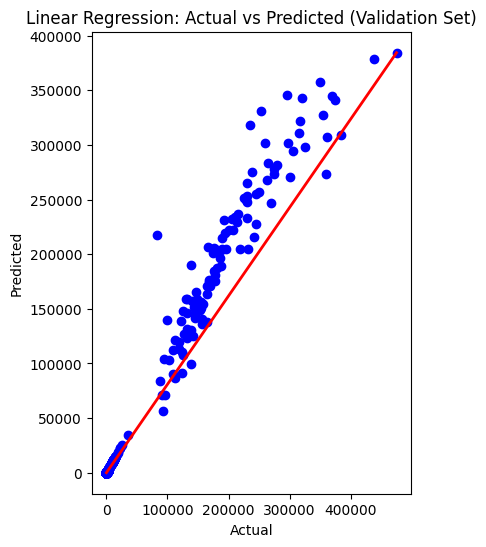 Linear Regression: Actual vs Predicted (Validation Set)
400000
350000
300000
250000
200000
150000
100000
50000
0
Predicted
0 100000 200000 300000 400000
Actual